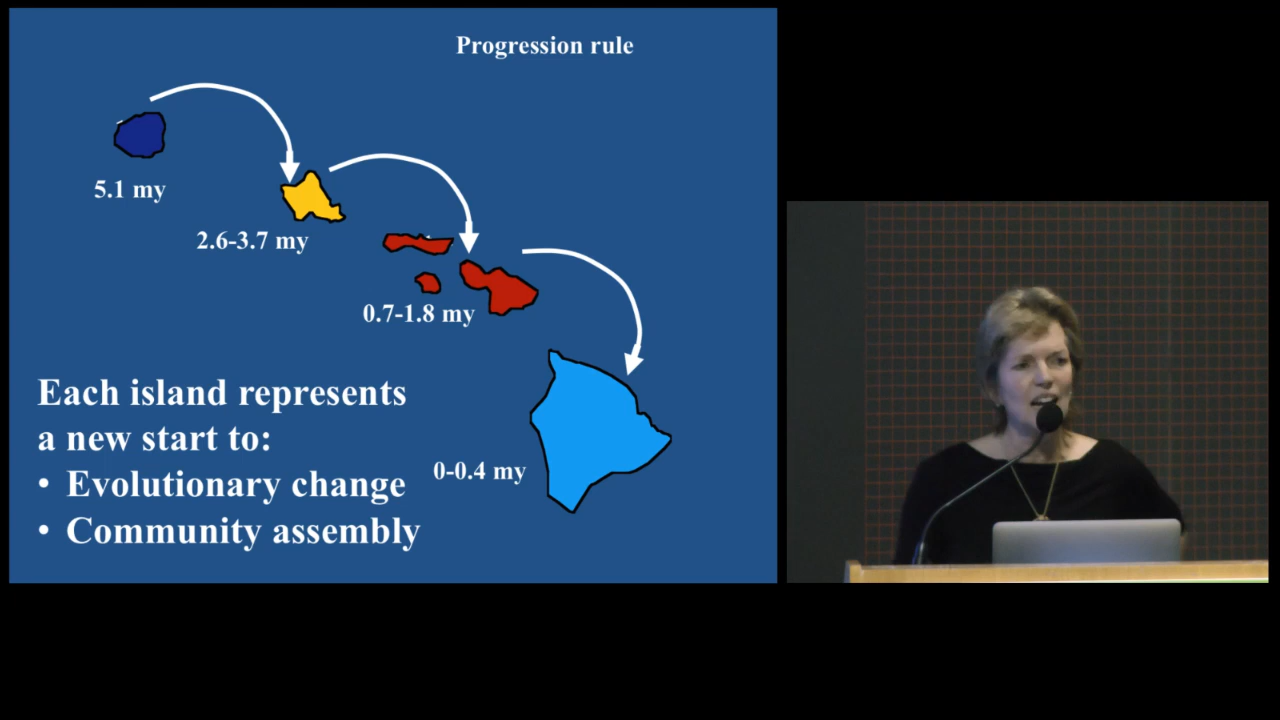 Progression rule
5.1 my
2.6-3.7 my
0.7-1.8 my
0-0.4 my
Each island represents
a new start to:
• Evolutionary change
• Community assembly